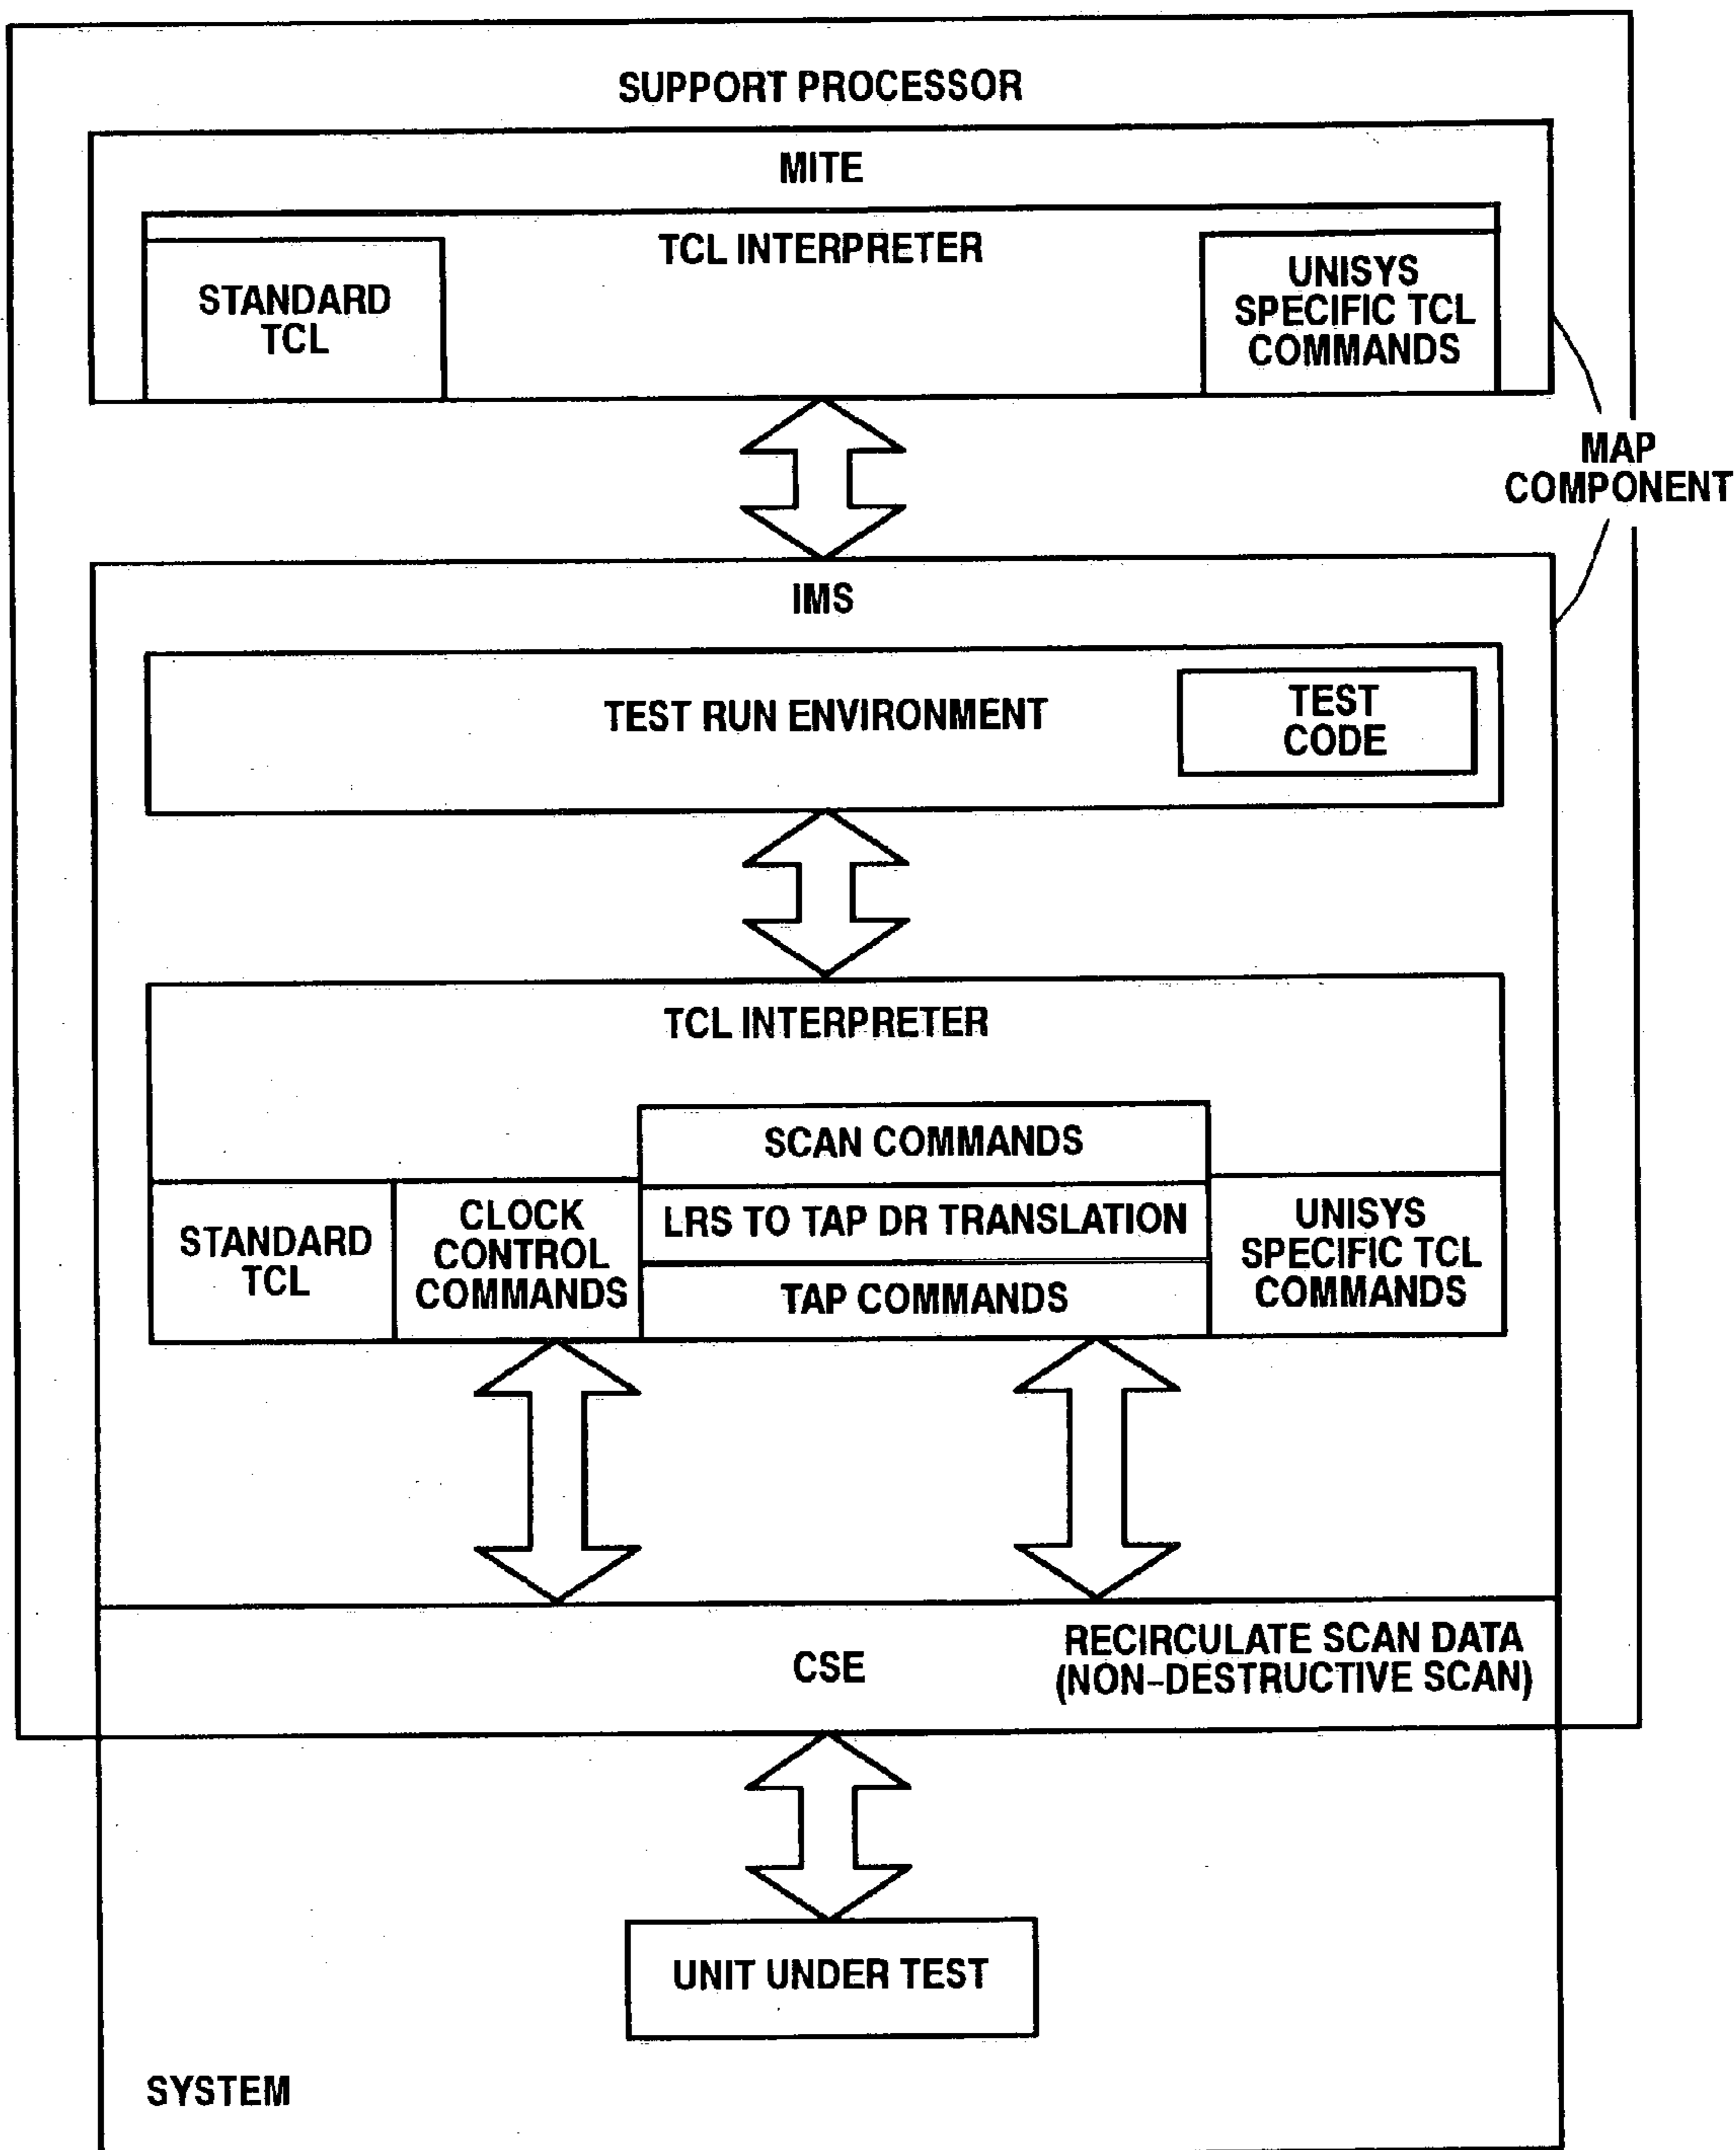 SUPPORT PROCESSOR
MITE
TCL INTERPRETER
STANDARD
TCL
UNISYS
SPECIFIC TCL
COMMANDS
MAP
COMPONENT
IMS
TEST RUN ENVIRONMENT
TEST
CODE
TCL INTERPRETER
SCAN COMMANDS
STANDARD
TCL
CLOCK
CONTROL
COMMANDS
LRS TO TAP DR TRANSLATION
TAP COMMANDS
UNISYS
SPECIFIC TCL
COMMANDS
CSE
RECIRCULATE SCAN DATA
(NON-DESTRUCTIVE SCAN)
UNIT UNDER TEST
SYSTEM